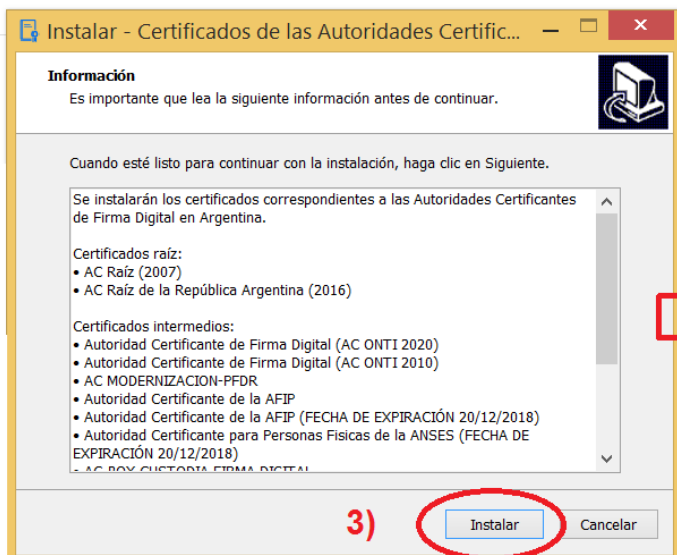 Instalar - Certificados de las Autoridades Certific...
Información
Es importante que lea la siguiente información antes de continuar.
Cuando esté listo para continuar con la instalación, haga clic en Siguiente.
Se instalarán los certificados correspondientes a las Autoridades Certificantes
de Firma Digital en Argentina.
Certificados raíz:
• AC Raíz (2007)
• AC Raíz de la República Argentina (2016)
Certificados intermedios:
• Autoridad Certificante de Firma Digital (AC ONTI 2020)
• Autoridad Certificante de Firma Digital (AC ONTI 2010)
• AC MODERNIZACION-PFDR
• Autoridad Certificante de la AFIP
• Autoridad Certificante de la AFIP (FECHA DE EXPIRACIÓN 20/12/2018)
• Autoridad Certificante para Personas Fisicas de la ANSES (FECHA DE
EXPIRACIÓN 20/12/2018)
• AC BOX CUSTODIA FIRMA DIGITAL
3) Instalar Cancelar